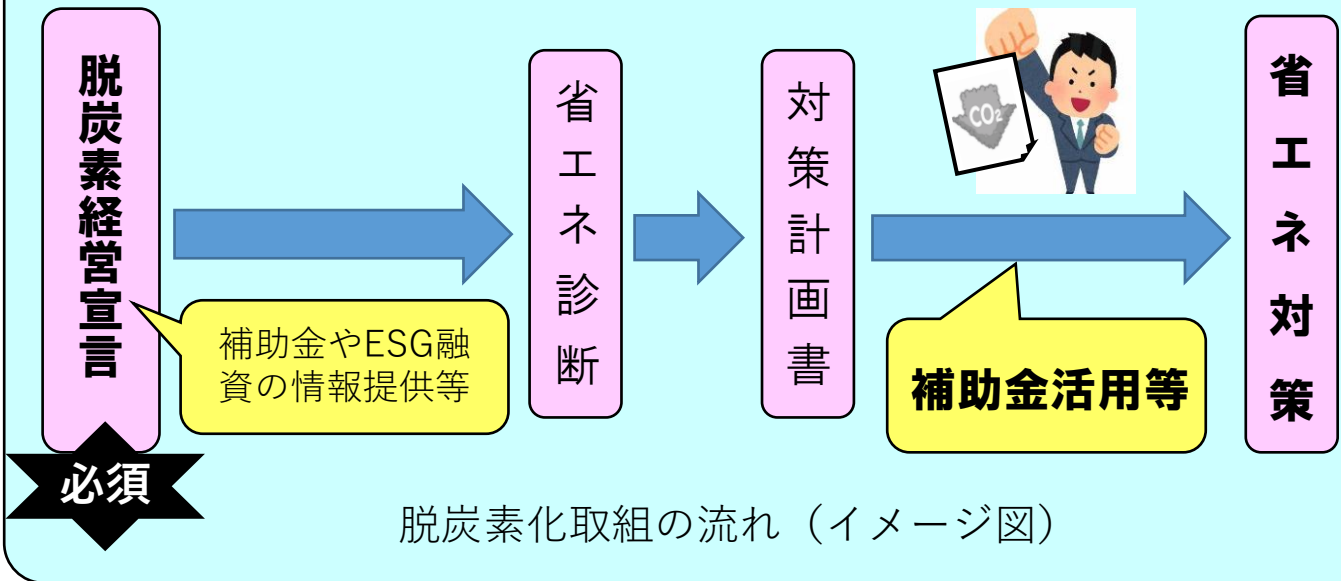 脱炭素経営宣言
必須
補助金やESG融
資の情報提供等
省エネ診断
対策計画書
CO₂
補助金活用等
省エネ対策
脱炭素化取組の流れ（イメージ図）